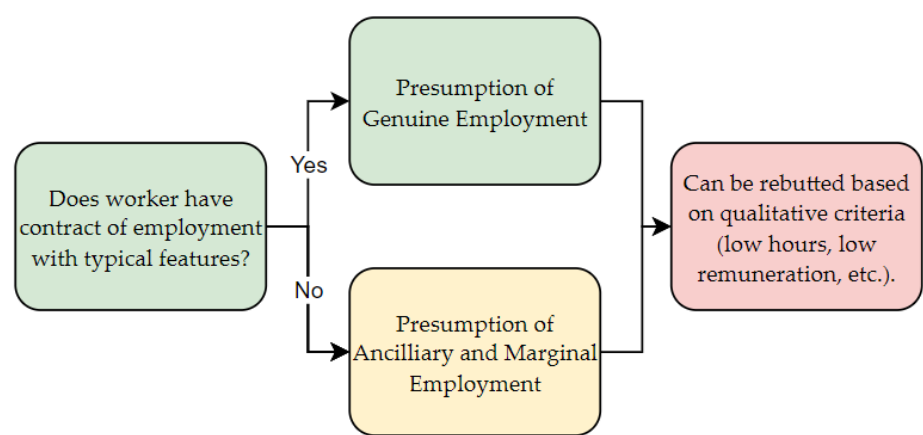 Does worker have
contract of employment
with typical features?
Yes
No
Presumption of
Genuine Employment
Presumption of
Ancilliary and Marginal
Employment
Can be rebutted based
on qualitative criteria
(low hours, low
remuneration, etc.).